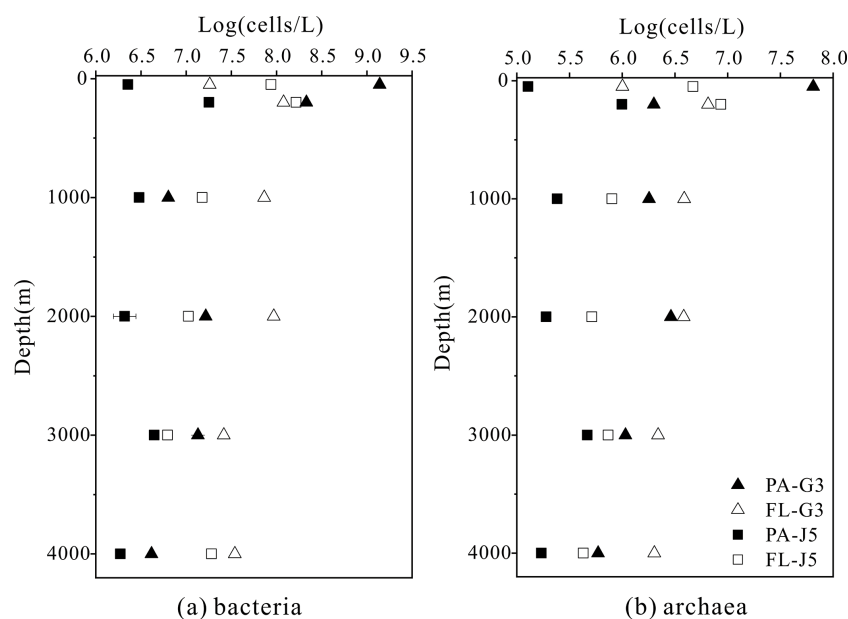 Log(cells/L)
6.0 6.5 7.0 7.5 8.0 8.5 9.0 9.5
0
1000
2000
3000
4000
Depth(m)
(a) bacteria
Log(cells/L)
5.0 5.5 6.0 6.5 7.0 7.5 8.0
0
1000
2000
3000
4000
Depth(m)
PA-G3
FL-G3
PA-J5
FL-J5
(b) archaea